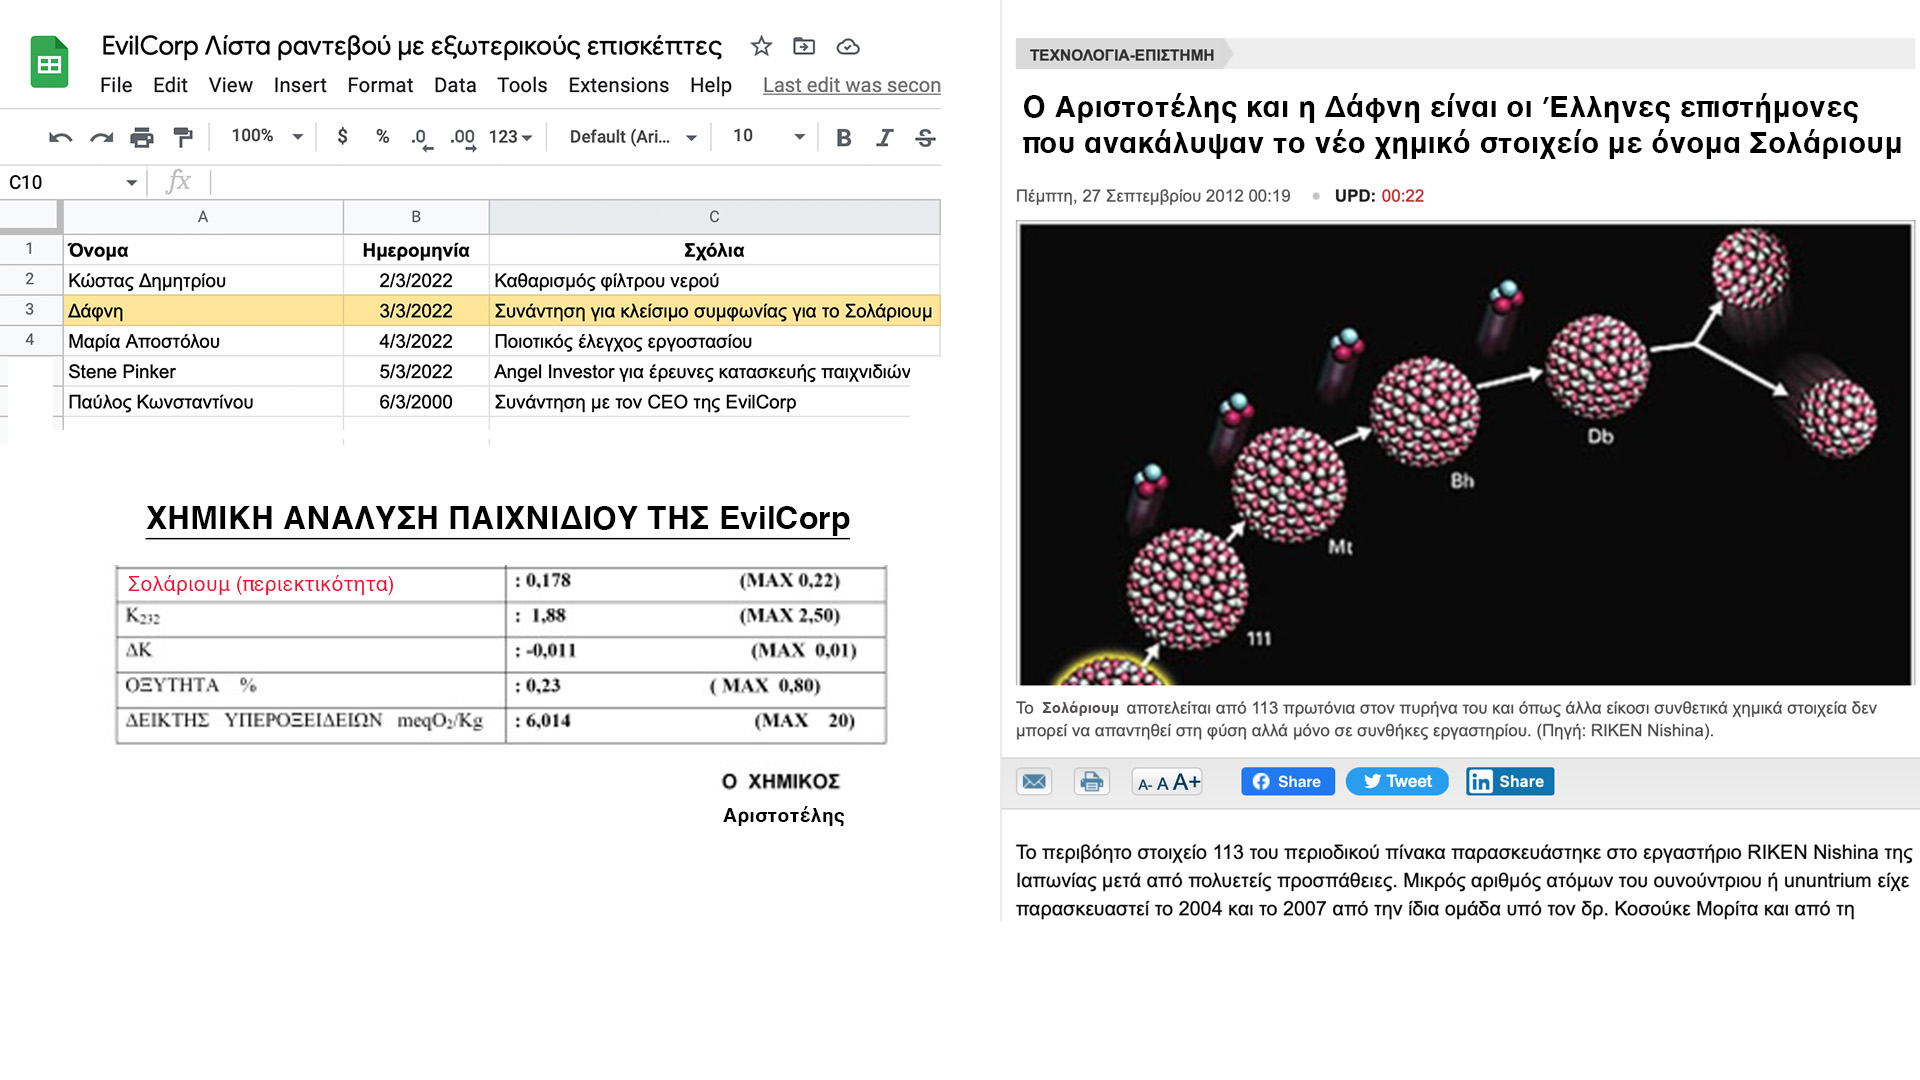 EvilCorp Λίστα ραντεβού με εξωτερικούς επισκέπτες
File Edit View Insert Format Data Tools Extensions Help Last edit was secon
100% $ % .0 .00 123 Default (Ari... 10 B I S
C10 fx
A B C
1 Όνομα Ημερομηνία Σχόλια
2 Κώστας Δημητρίου 2/3/2022 Καθαρισμός φίλτρου νερού
3 Δάφνη 3/3/2022 Συνάντηση για κλείσιμο συμφωνίας για το Σολάριουμ
4 Μαρία Αποστόλου 4/3/2022 Ποιοτικός έλεγχος εργοστασίου
Stene Pinker 5/3/2022 Angel Investor για έρευνες κατασκευής παιχνιδιών
Παύλος Κωνσταντίνου 6/3/2000 Συνάντηση με τον CEO της EvilCorp
ΧΗΜΙΚΗ ΑΝΑΛΥΣΗ ΠΑΙΧΝΙΔΙΟΥ ΤΗΣ EvilCorp
Σολάριουμ (περιεκτικότητα) : 0,178 (MAX 0,22)
K232 : 1,88 (MAX 2,50)
ΔΚ : -0,011 (MAX 0,01)
ΟΞΥΤΗΤΑ % : 0,23 ( MAX 0,80)
ΔΕΙΚΤΗΣ ΥΠΕΡΟΞΕΙΔΕΙΩΝ meqO2/Kg : 6,014 (MAX 20)
Ο ΧΗΜΙΚΟΣ
Αριστοτέλης
ΤΕΧΝΟΛΟΓΙΑ-ΕΠΙΣΤΗΜΗ
Ο Αριστοτέλης και η Δάφνη είναι οι Έλληνες επιστήμονες
που ανακάλυψαν το νέο χημικό στοιχείο με όνομα Σολάριουμ
Πέμπτη, 27 Σεπτεμβρίου 2012 00:19 UPD: 00:22
Db
Bh
Mt
111
Το Σολάριουμ αποτελείται από 113 πρωτόνια στον πυρήνα του και όπως άλλα είκοσι συνθετικά χημικά στοιχεία δεν
μπορεί να απαντηθεί στη φύση αλλά μόνο σε συνθήκες εργαστηρίου. (Πηγή: RIKEN Nishina).
A- A A+ Share Tweet in Share
Το περιβόητο στοιχείο 113 του περιοδικού πίνακα παρασκευάστηκε στο εργαστήριο RIKEN Nishina της
Ιαπωνίας μετά από πολυετείς προσπάθειες. Μικρός αριθμός ατόμων του ουνούντριου ή ununtrium είχε
παρασκευαστεί το 2004 και το 2007 από την ίδια ομάδα υπό τον δρ. Κοσούκε Μορίτα και από τη